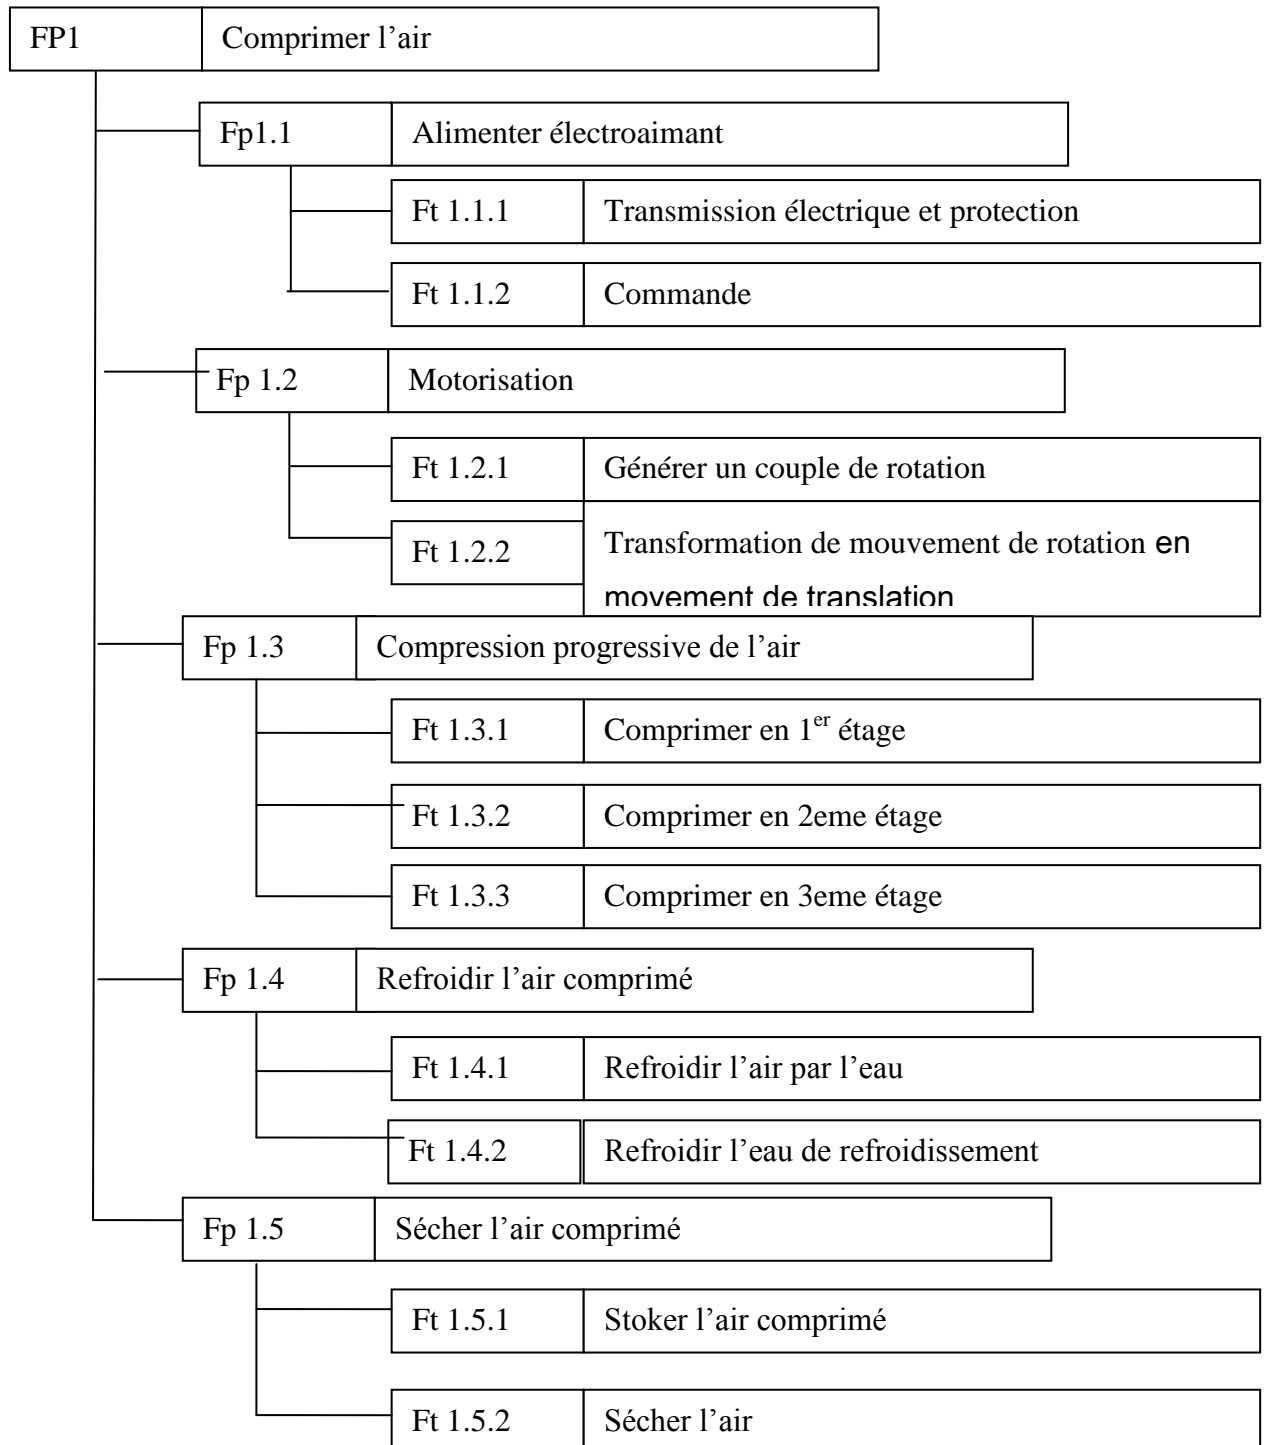 FP1 Comprimer l’air
Fp1.1 Alimenter électroaimant
Ft 1.1.1 Transmission électrique et protection
Ft 1.1.2 Commande
Fp 1.2 Motorisation
Ft 1.2.1 Générer un couple de rotation
Ft 1.2.2 Transformation de mouvement de rotation en
movement de translation
Fp 1.3 Compression progressive de l’air
Ft 1.3.1 Comprimer en 1er étage
Ft 1.3.2 Comprimer en 2eme étage
Ft 1.3.3 Comprimer en 3eme étage
Fp 1.4 Refroidir l’air comprimé
Ft 1.4.1 Refroidir l’air par l’eau
Ft 1.4.2 Refroidir l’eau de refroidissement
Fp 1.5 Sécher l’air comprimé
Ft 1.5.1 Stoker l’air comprimé
Ft 1.5.2 Sécher l’air